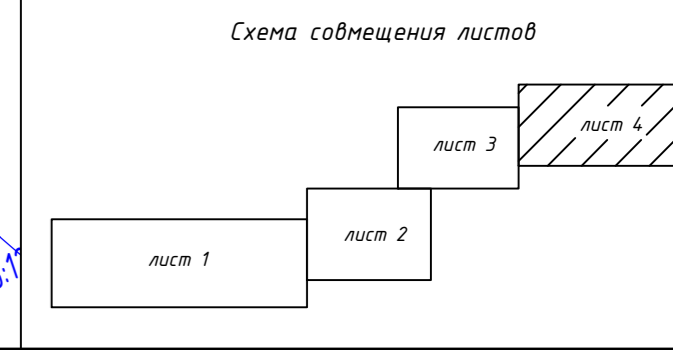 Схема совмещения листов
лист 4
лист 3
лист 2
лист 1